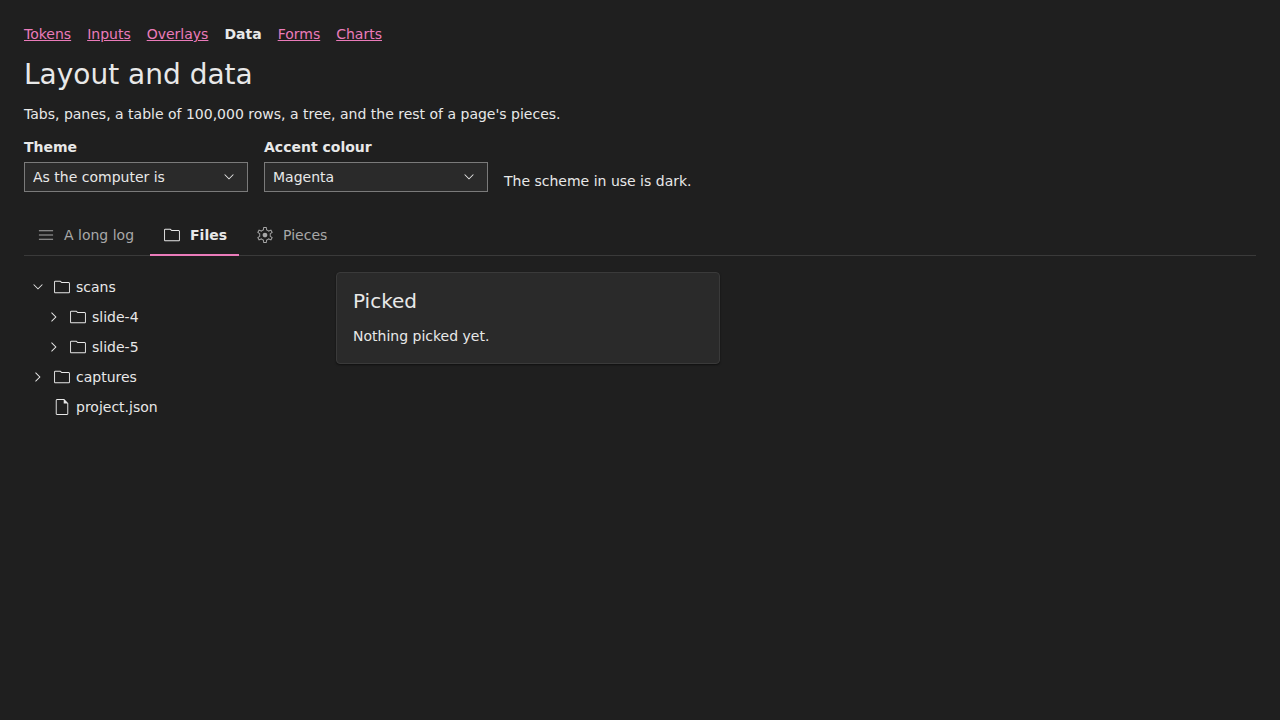 Tokens Inputs Overlays Data Forms Charts
Layout and data
Tabs, panes, a table of 100,000 rows, a tree, and the rest of a page's pieces.
Theme Accent colour
As the computer is Magenta The scheme in use is dark.
A long log Files Pieces
scans
slide-4
slide-5
captures
project.json
Picked
Nothing picked yet.